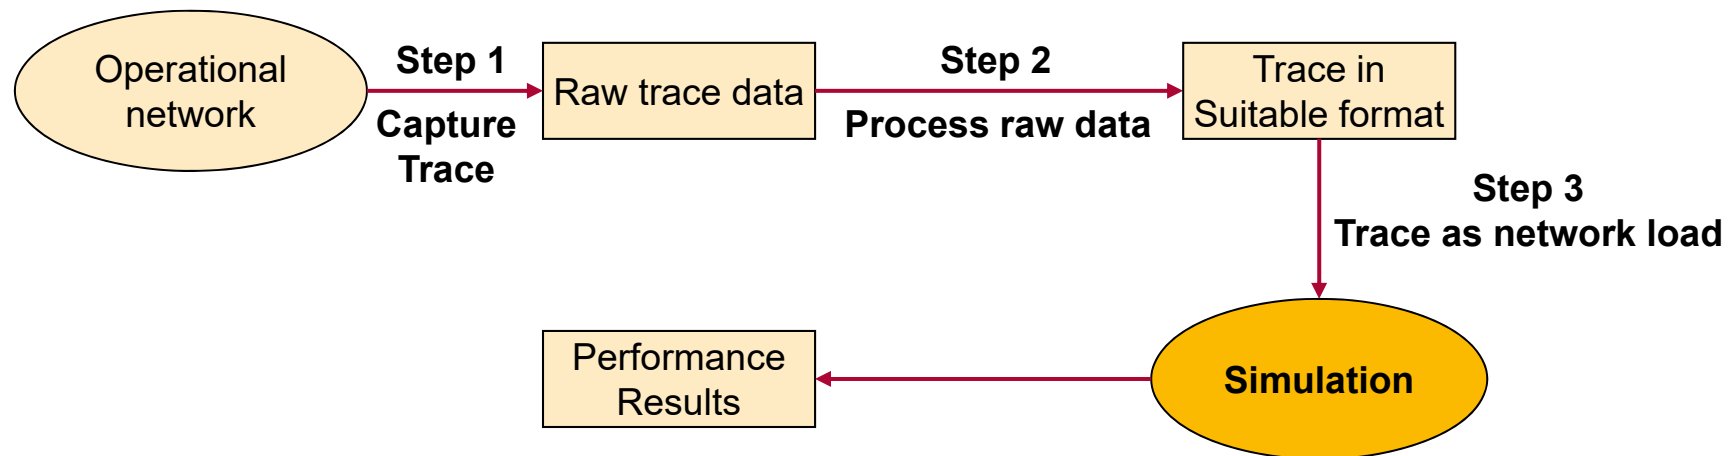 Operational
network
Step 1
Capture
Trace
Raw trace data
Step 2
Process raw data
Trace in
Suitable format
Step 3
Trace as network load
Simulation
Performance
Results